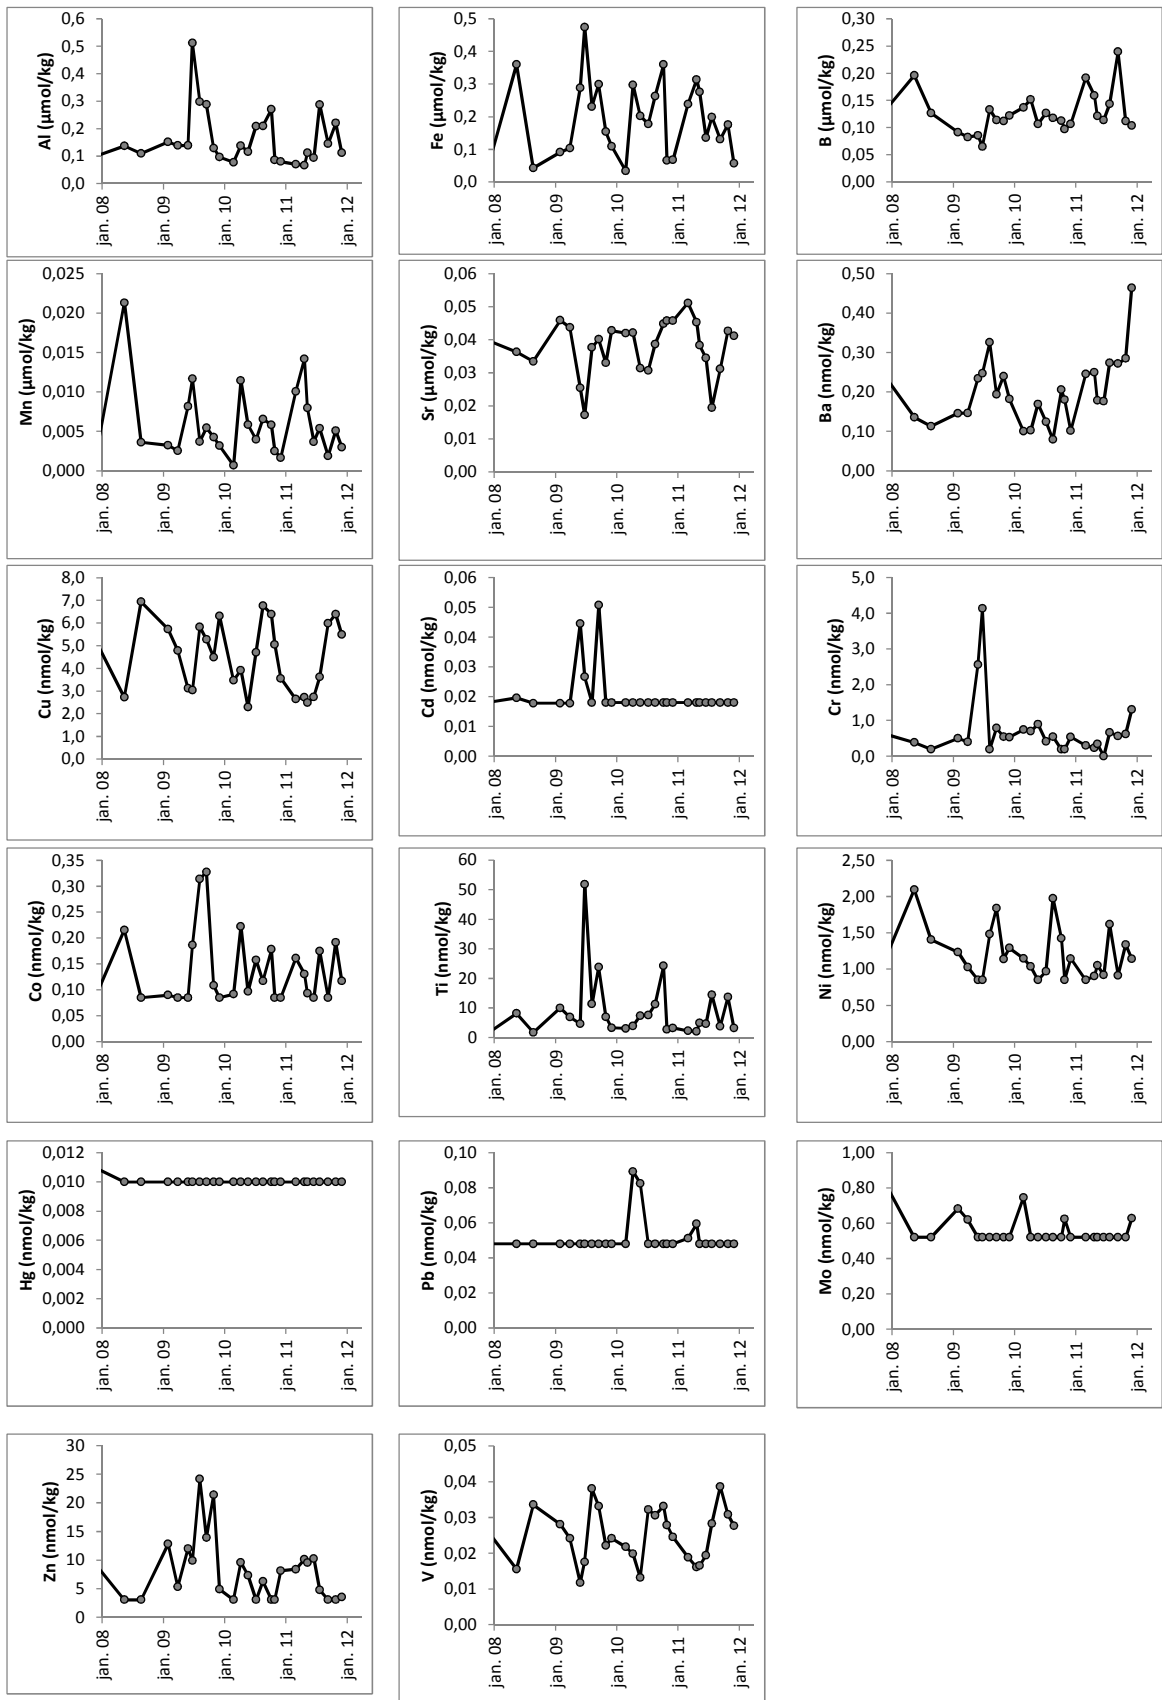 Al (µmol/kg)
0,6
0,5
0,4
0,3
0,2
0,1
0,0
jan. 08
jan. 09
jan. 10
jan. 11
jan. 12
Fe (µmol/kg)
0,5
0,4
0,3
0,2
0,1
0,0
jan. 08
jan. 09
jan. 10
jan. 11
jan. 12
B (µmol/kg)
0,30
0,25
0,20
0,15
0,10
0,05
0,00
jan. 08
jan. 09
jan. 10
jan. 11
jan. 12
Mn (µmol/kg)
0,025
0,020
0,015
0,010
0,005
0,000
jan. 08
jan. 09
jan. 10
jan. 11
jan. 12
Sr (µmol/kg)
0,06
0,05
0,04
0,03
0,02
0,01
0,00
jan. 08
jan. 09
jan. 10
jan. 11
jan. 12
Ba (nmol/kg)
0,50
0,40
0,30
0,20
0,10
0,00
jan. 08
jan. 09
jan. 10
jan. 11
jan. 12
Cu (nmol/kg)
8,0
7,0
6,0
5,0
4,0
3,0
2,0
1,0
0,0
jan. 08
jan. 09
jan. 10
jan. 11
jan. 12
Cd (nmol/kg)
0,06
0,05
0,04
0,03
0,02
0,01
0,00
jan. 08
jan. 09
jan. 10
jan. 11
jan. 12
Cr (nmol/kg)
5,0
4,0
3,0
2,0
1,0
0,0
jan. 08
jan. 09
jan. 10
jan. 11
jan. 12
Co (nmol/kg)
0,35
0,30
0,25
0,20
0,15
0,10
0,05
0,00
jan. 08
jan. 09
jan. 10
jan. 11
jan. 12
Ti (nmol/kg)
60
50
40
30
20
10
0
jan. 08
jan. 09
jan. 10
jan. 11
jan. 12
Ni (nmol/kg)
2,50
2,00
1,50
1,00
0,50
0,00
jan. 08
jan. 09
jan. 10
jan. 11
jan. 12
Hg (nmol/kg)
0,012
0,010
0,008
0,006
0,004
0,002
0,000
jan. 08
jan. 09
jan. 10
jan. 11
jan. 12
Pb (nmol/kg)
0,10
0,08
0,06
0,04
0,02
0,00
jan. 08
jan. 09
jan. 10
jan. 11
jan. 12
Mo (nmol/kg)
1,00
0,80
0,60
0,40
0,20
0,00
jan. 08
jan. 09
jan. 10
jan. 11
jan. 12
Zn (nmol/kg)
30
25
20
15
10
5
0
jan. 08
jan. 09
jan. 10
jan. 11
jan. 12
V (nmol/kg)
0,05
0,04
0,03
0,02
0,01
0,00
jan. 08
jan. 09
jan. 10
jan. 11
jan. 12